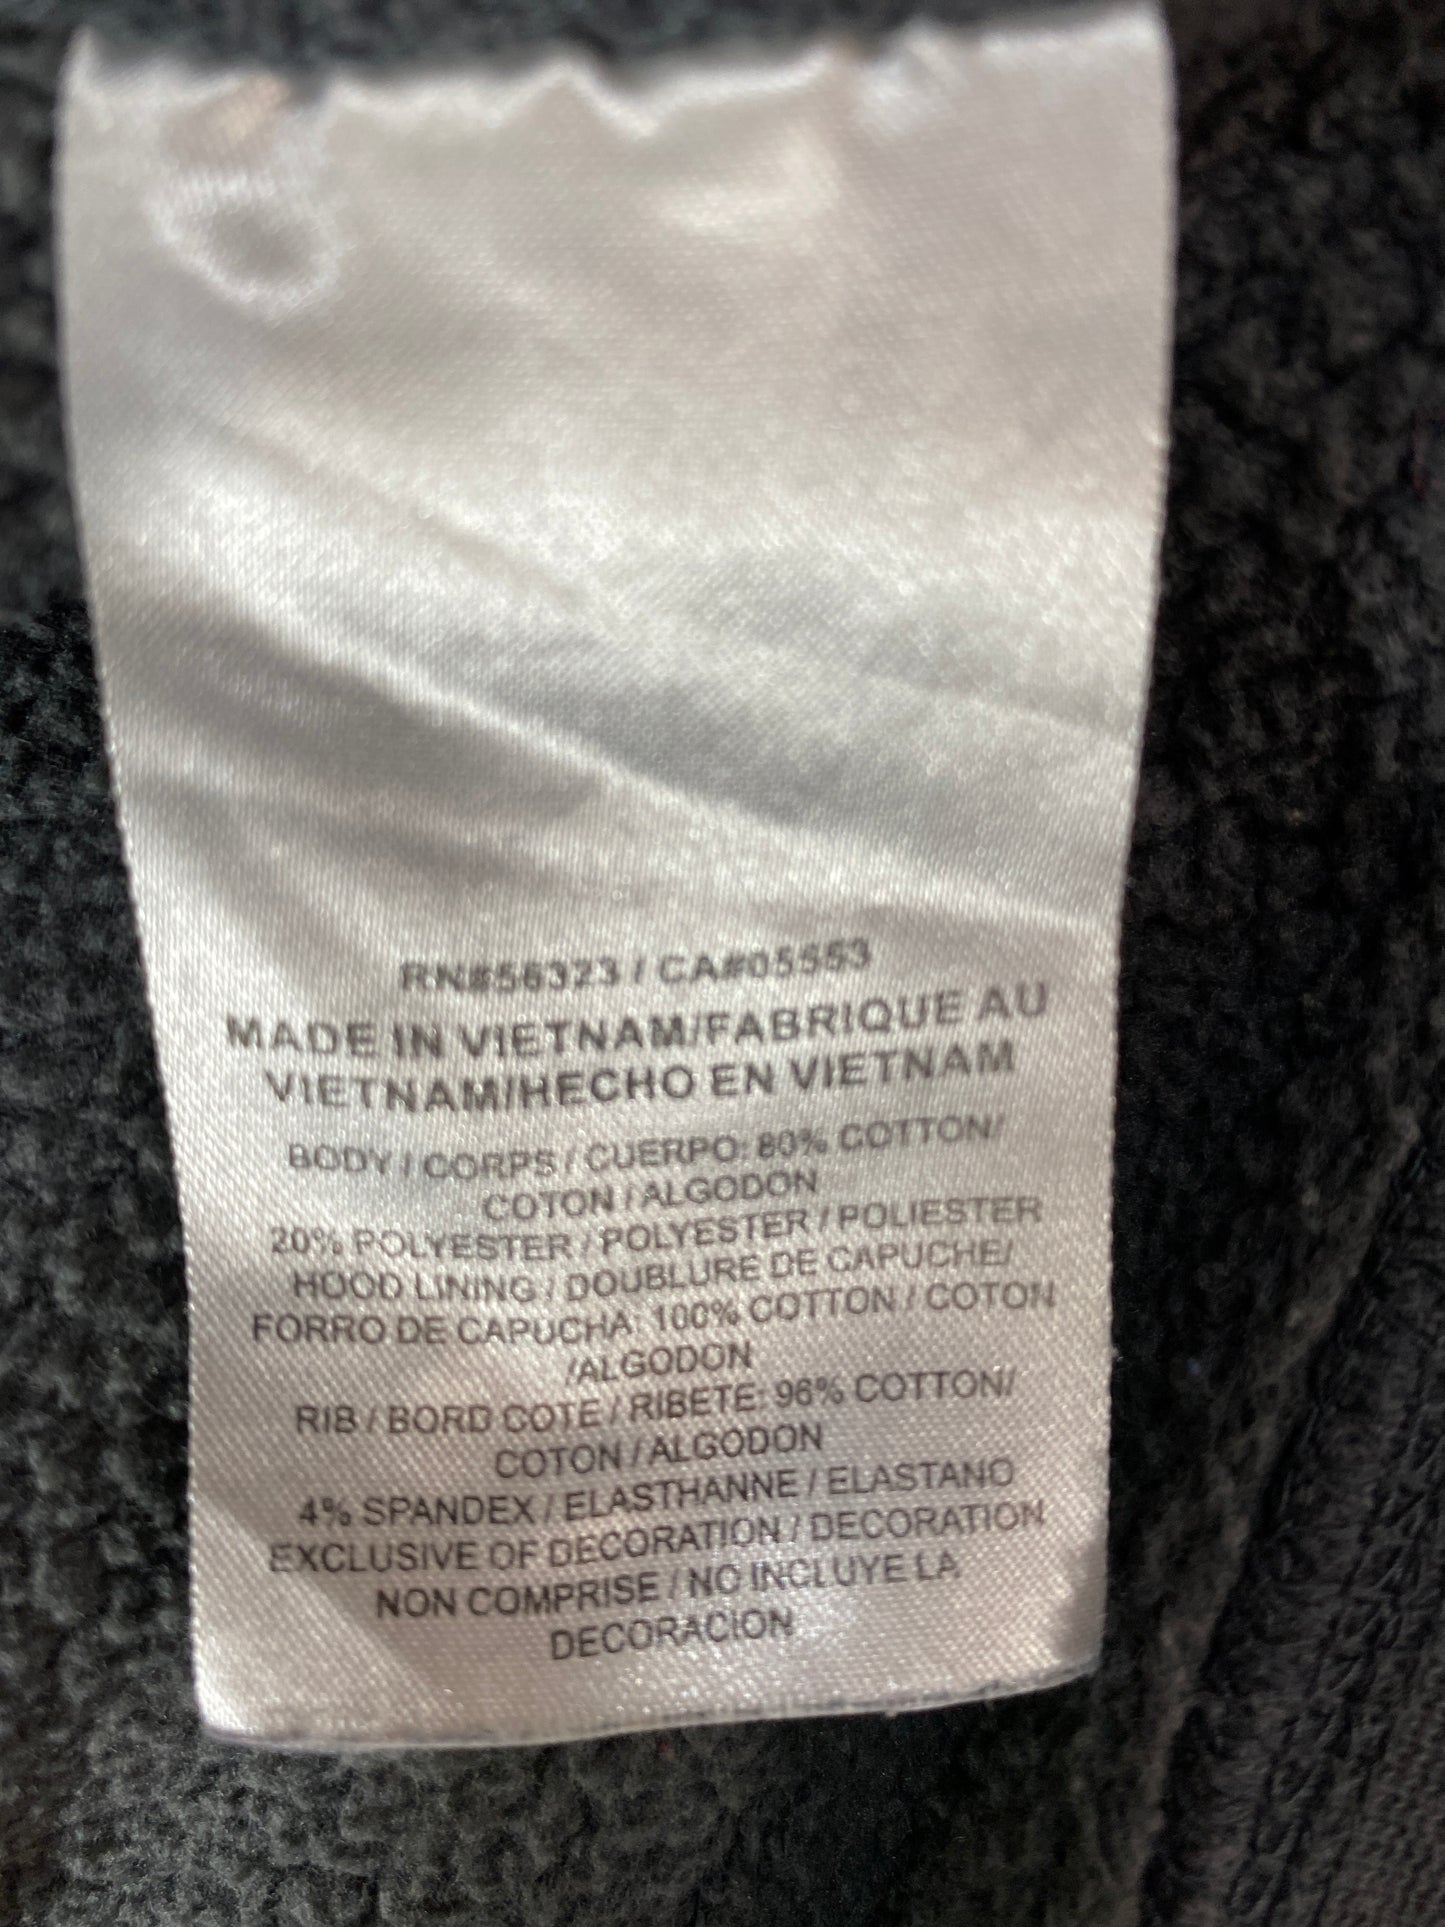 RN#56323 / CA#05553
MADE IN VIETNAM/FABRIQUE AU
VIETNAM/HECHO EN VIETNAM
BODY / CORPS / CUERPO: 80% COTTON/
COTON / ALGODON
20% POLYESTER / POLYESTER / POLIESTER
HOOD LINING / DOUBLURE DE CAPUCHE/
FORRO DE CAPUCHA: 100% COTTON / COTON
/ALGODON
RIB / BORD COTE / RIBETE: 96% COTTON/
COTON / ALGODON
4% SPANDEX / ELASTHANNE / ELASTANO
EXCLUSIVE OF DECORATION / DECORATION
NON COMPRISE / NO INCLUYE LA
DECORACION